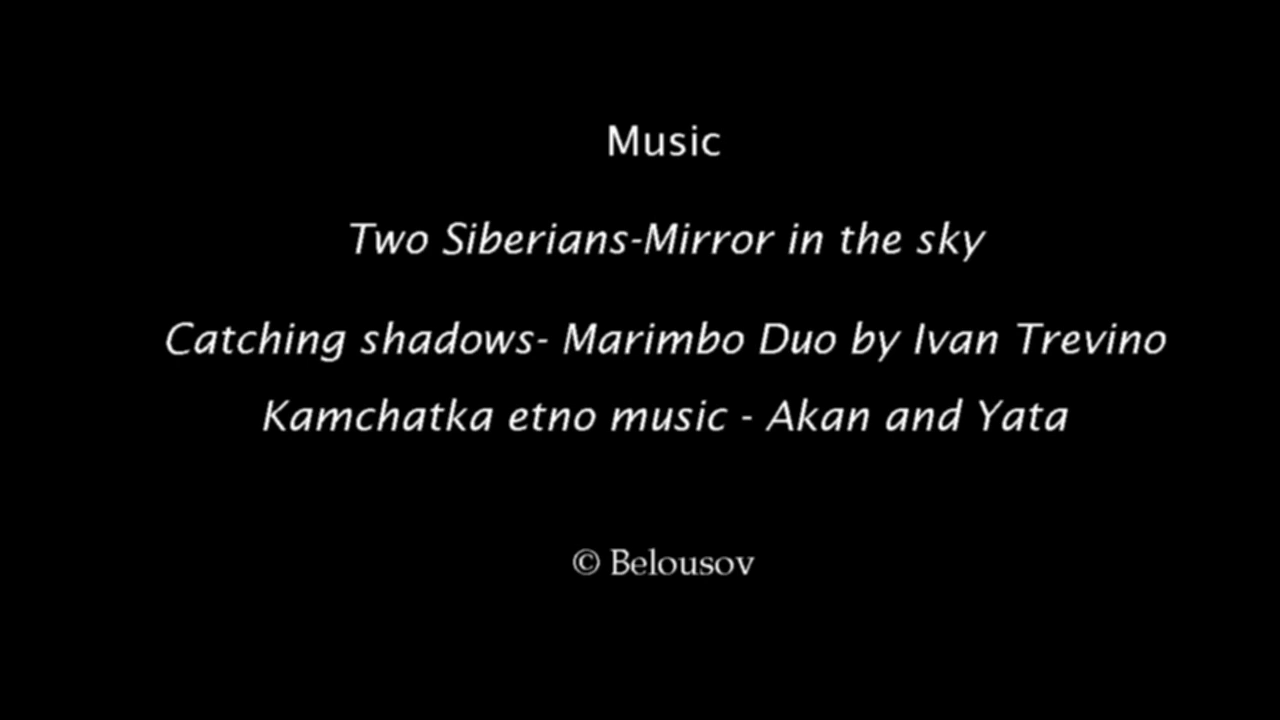 Music
Two Siberians-Mirror in the sky
Catching shadows- Marimbo Duo by Ivan Trevino
Kamchatka etno music - Akan and Yata
© Belousov